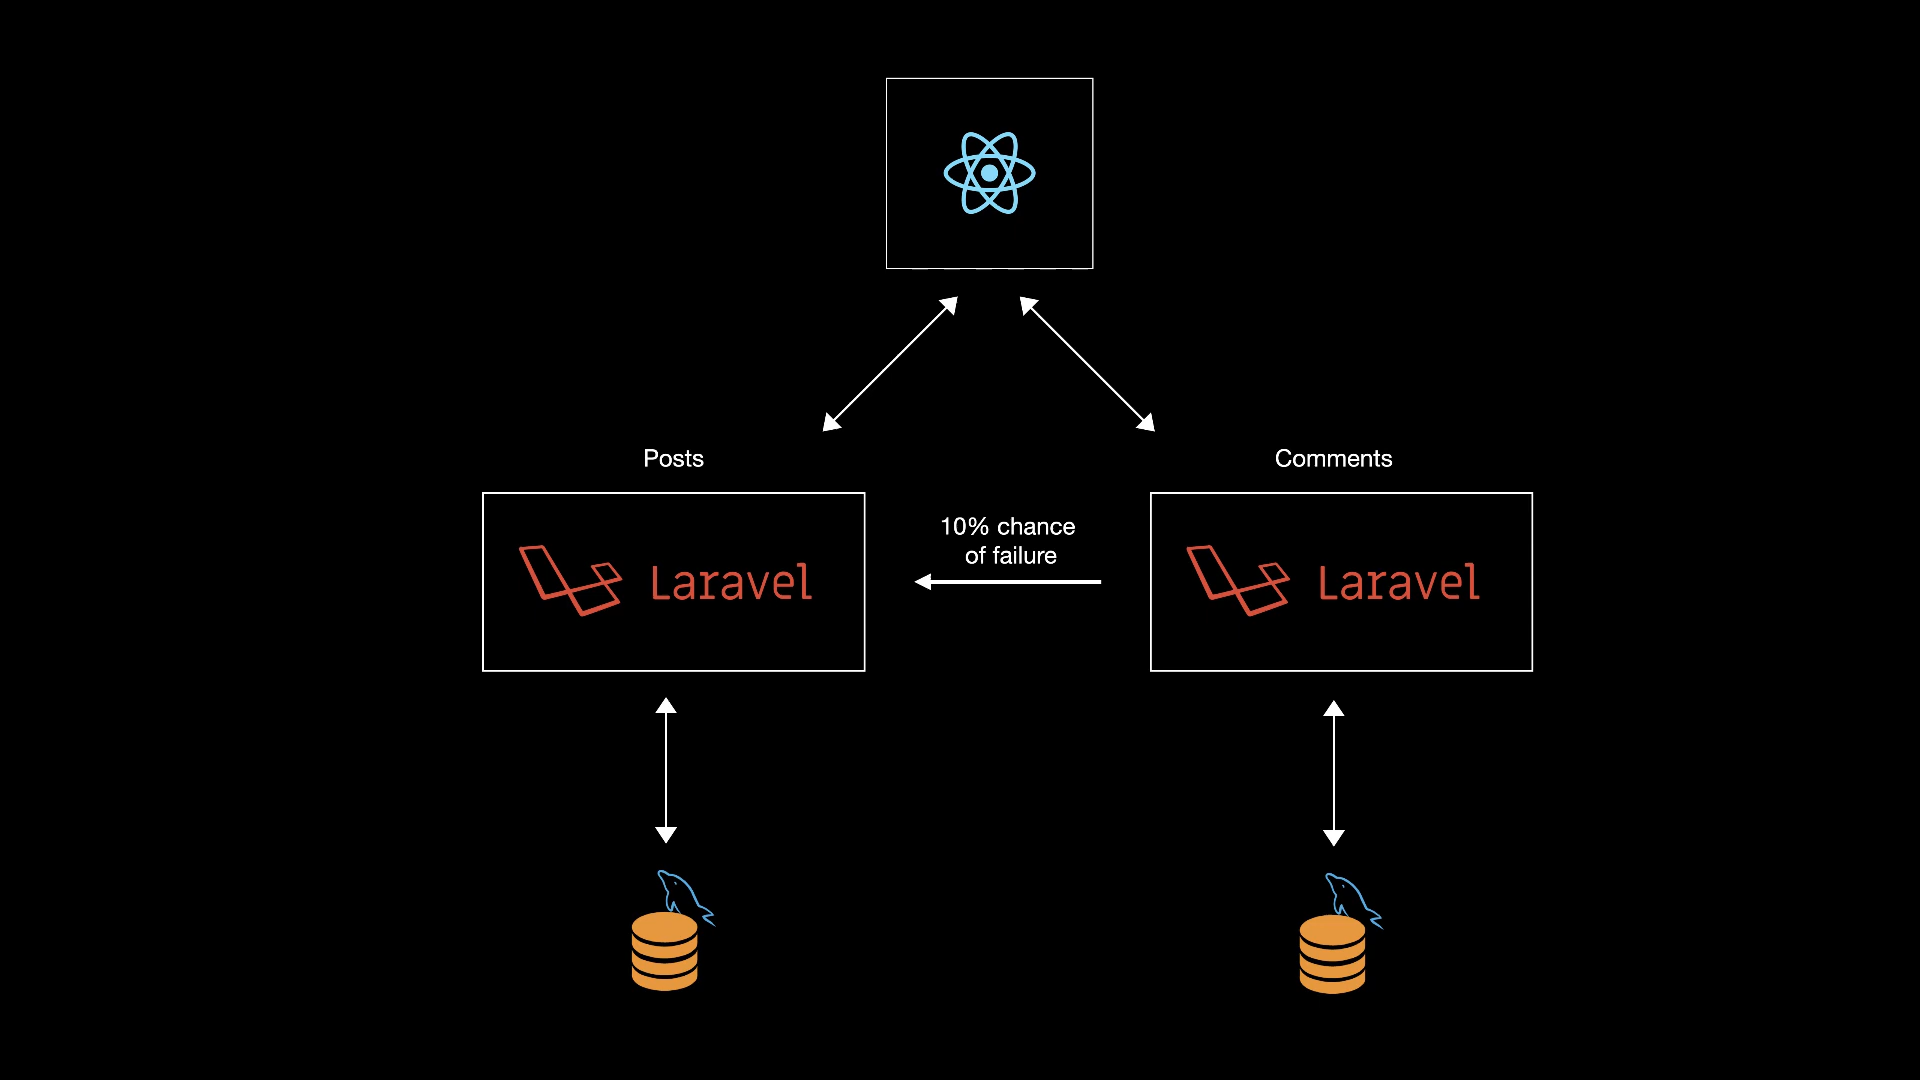 Posts
Comments
10% chance
of failure
Laravel
Laravel